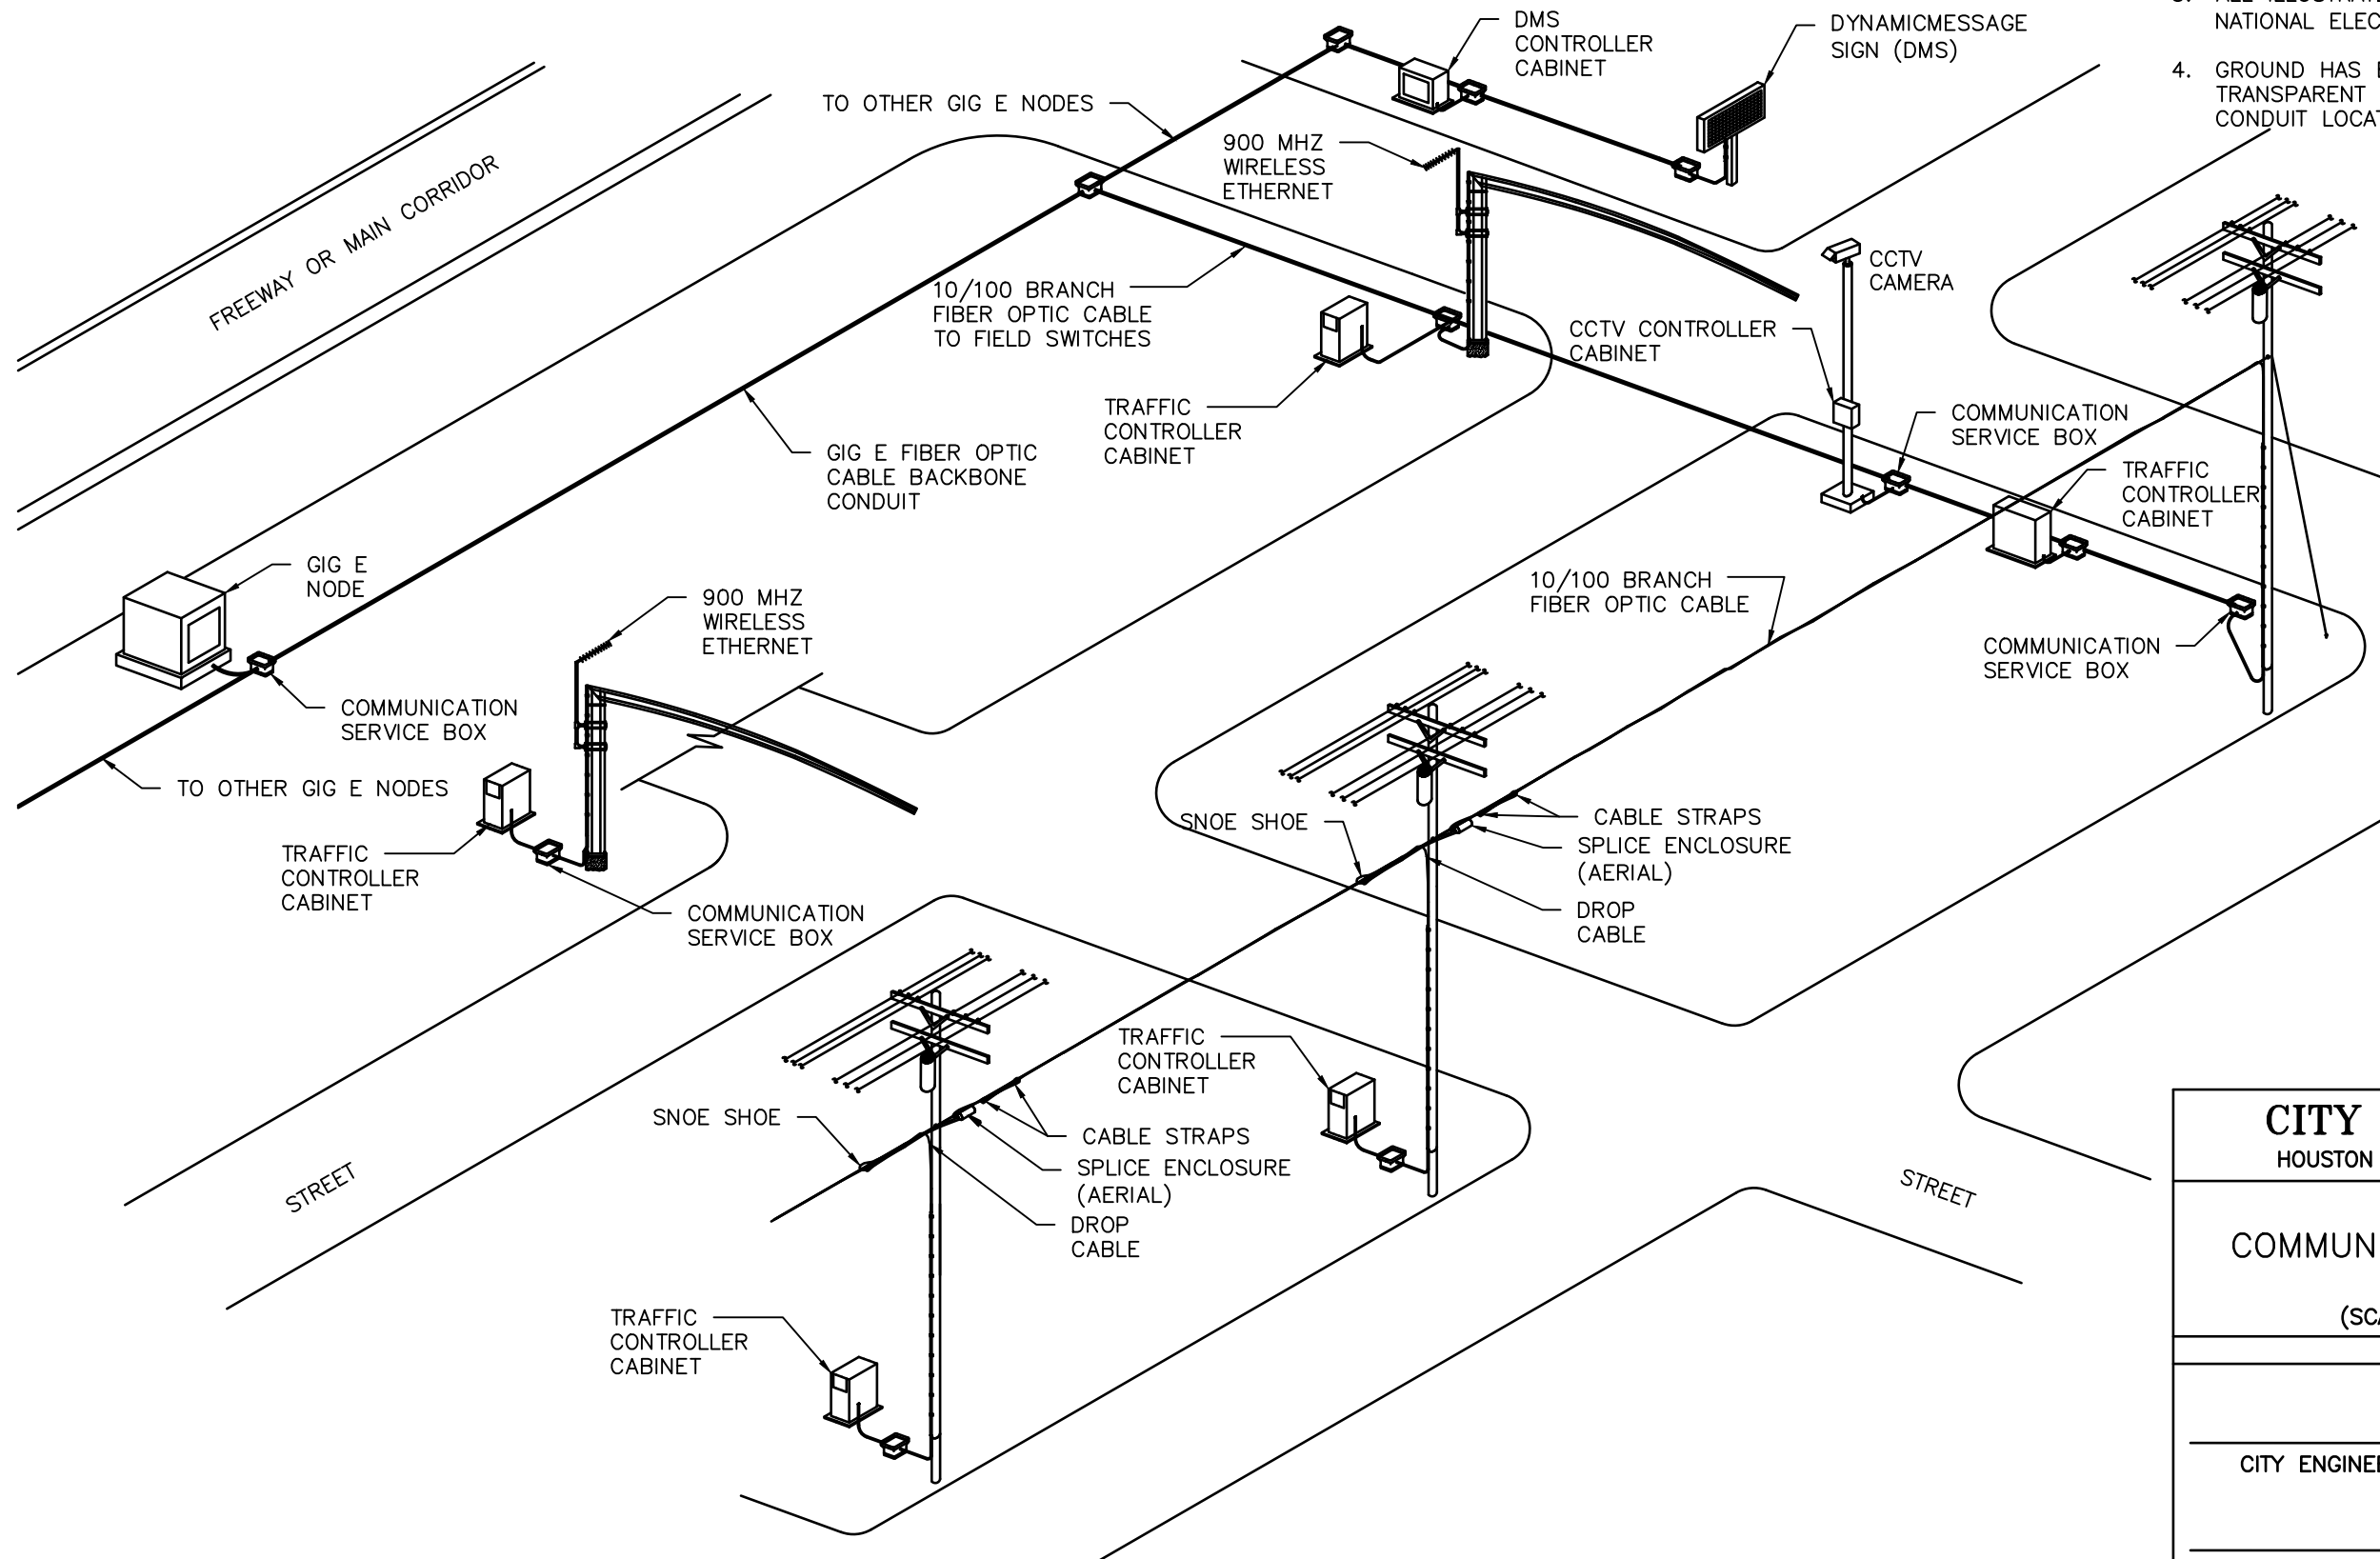 DMS
CONTROLLER
CABINET
DYNAMICMESSAGE
SIGN (DMS)
NATIONAL
4. GROUND HAS
TRANSPARENT
CONDUIT
TO OTHER GIG E NODES
900 MHZ
WIRELESS
ETHERNET
FREEWAY OR MAIN CORRIDOR
CCTV
CAMERA
10/100 BRANCH
FIBER OPTIC CABLE
TO FIELD SWITCHES
CCTV CONTROLLER
CABINET
TRAFFIC
CONTROLLER
CABINET
COMMUNICATION
SERVICE BOX
GIG E FIBER OPTIC
CABLE BACKBONE
CONDUIT
TRAFFIC
CONTROLLER
CABINET
GIG E
NODE
900 MHZ
WIRELESS
ETHERNET
10/100 BRANCH
FIBER OPTIC CABLE
COMMUNICATION
SERVICE BOX
COMMUNICATION
SERVICE BOX
TO OTHER GIG E NODES
SNOE SHOE
CABLE STRAPS
SPLICE ENCLOSURE
(AERIAL)
TRAFFIC
CONTROLLER
CABINET
DROP
CABLE
COMMUNICATION
SERVICE BOX
TRAFFIC
CONTROLLER
CABINET
SNOE SHOE
CABLE STRAPS
SPLICE ENCLOSURE
(AERIAL)
DROP
CABLE
STREET
STREET
TRAFFIC
CONTROLLER
CABINET
CITY
HOUSTON
COMMUN
(SCA
CITY ENGINEE